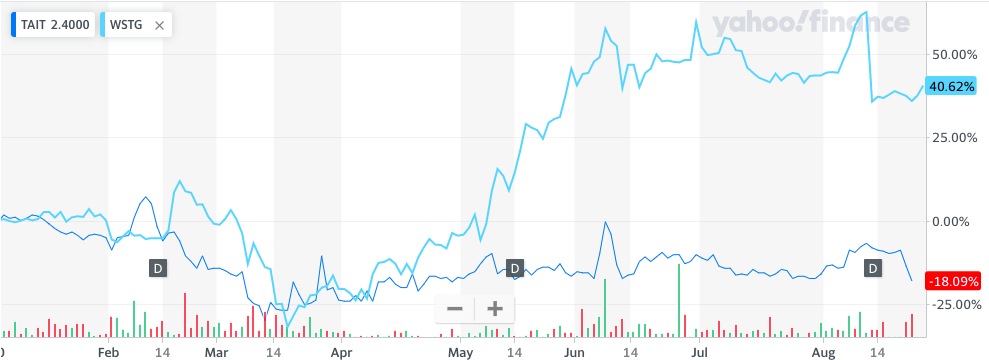 TAIT 2.4000 WSTG ×
yahoo!finance
50.00%
40.62%
25.00%
0.00%
D D D
-18.09%
-25.00%
− +
0 Feb 14 Mar 14 Apr May 14 Jun 14 Jul Aug 14